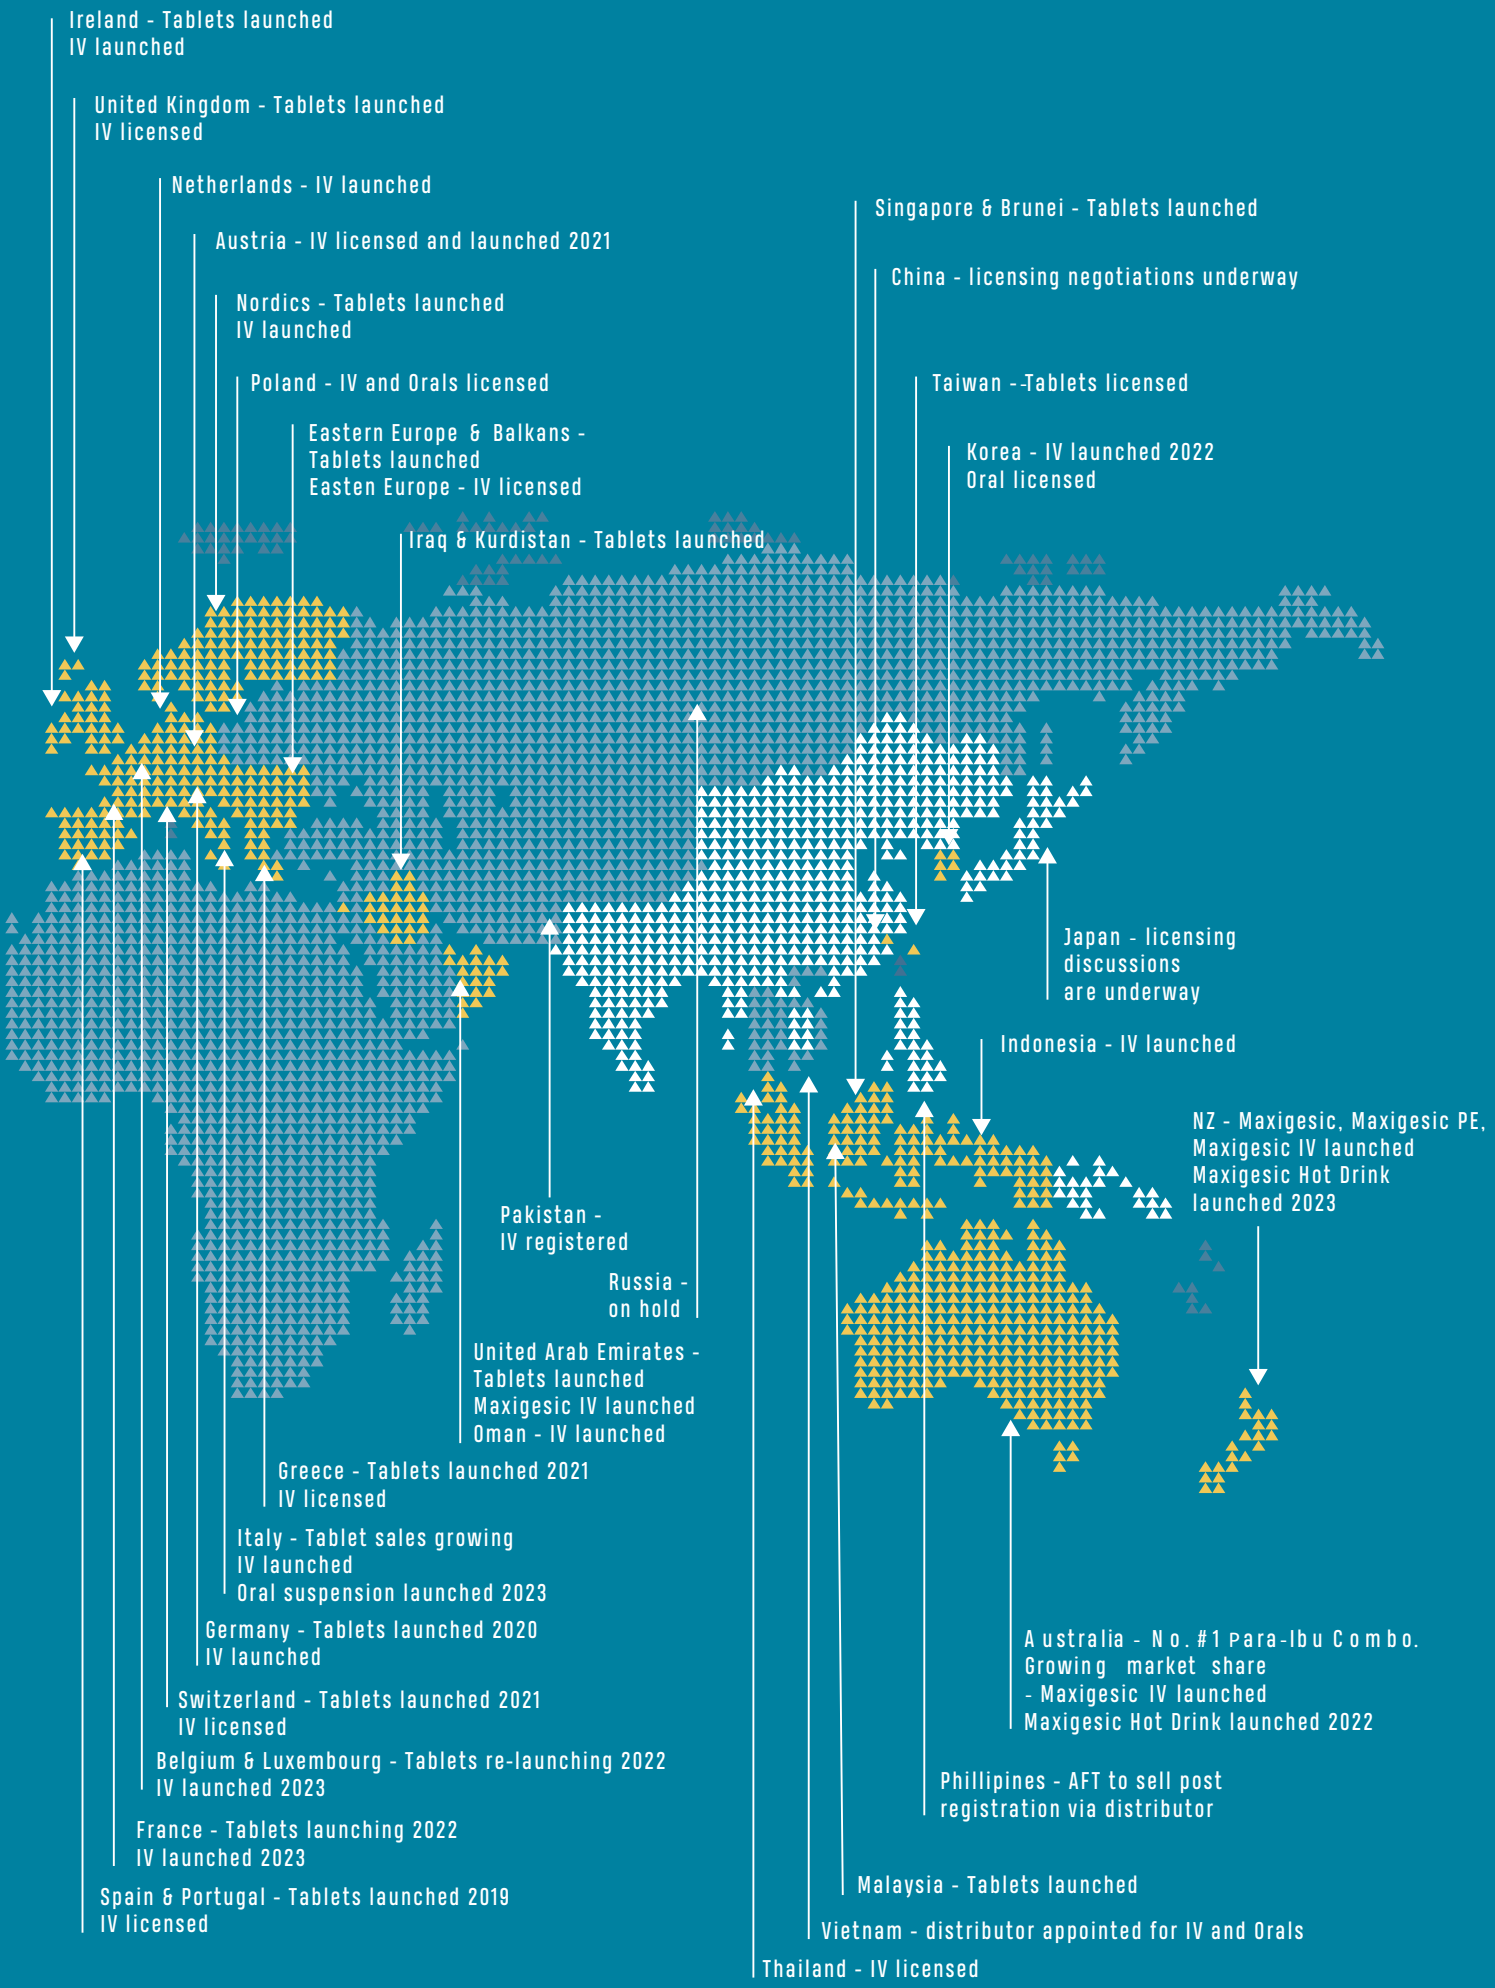 Ireland - Tablets launched
IV launched
United Kingdom - Tablets launched
IV licensed
Netherlands - IV launched
Austria - IV licensed and launched 2021
Nordics - Tablets launched
IV launched
Poland - IV and Orals licensed
Eastern Europe & Balkans -
Tablets launched
Easten Europe - IV licensed
Iraq & Kurdistan - Tablets launched
Singapore & Brunei - Tablets launched
China - licensing negotiations underway
Taiwan --Tablets licensed
Korea - IV launched 2022
Oral licensed
Japan - licensing
discussions
are underway
Indonesia - IV launched
NZ - Maxigesic, Maxigesic PE,
Maxigesic IV launched
Maxigesic Hot Drink
launched 2023
Pakistan -
IV registered
Russia -
on hold
United Arab Emirates -
Tablets launched
Maxigesic IV launched
Oman - IV launched
Greece - Tablets launched 2021
IV licensed
Italy - Tablet sales growing
IV launched
Oral suspension launched 2023
Germany - Tablets launched 2020
IV launched
Switzerland - Tablets launched 2021
IV licensed
Belgium & Luxembourg - Tablets re-launching 2022
IV launched 2023
France - Tablets launching 2022
IV launched 2023
Spain & Portugal - Tablets launched 2019
IV licensed
Australia - No.#1 Para-Ibu Combo.
Growing market share
- Maxigesic IV launched
Maxigesic Hot Drink launched 2022
Phillipines - AFT to sell post
registration via distributor
Malaysia - Tablets launched
Vietnam - distributor appointed for IV and Orals
Thailand - IV licensed